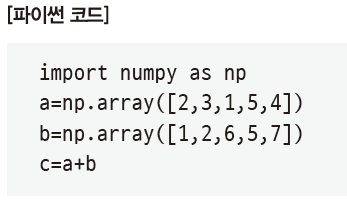 [파이썬 코드]
import numpy as np
a=np.array([2,3,1,5,4])
b=np.array([1,2,6,5,7])
c=a+b